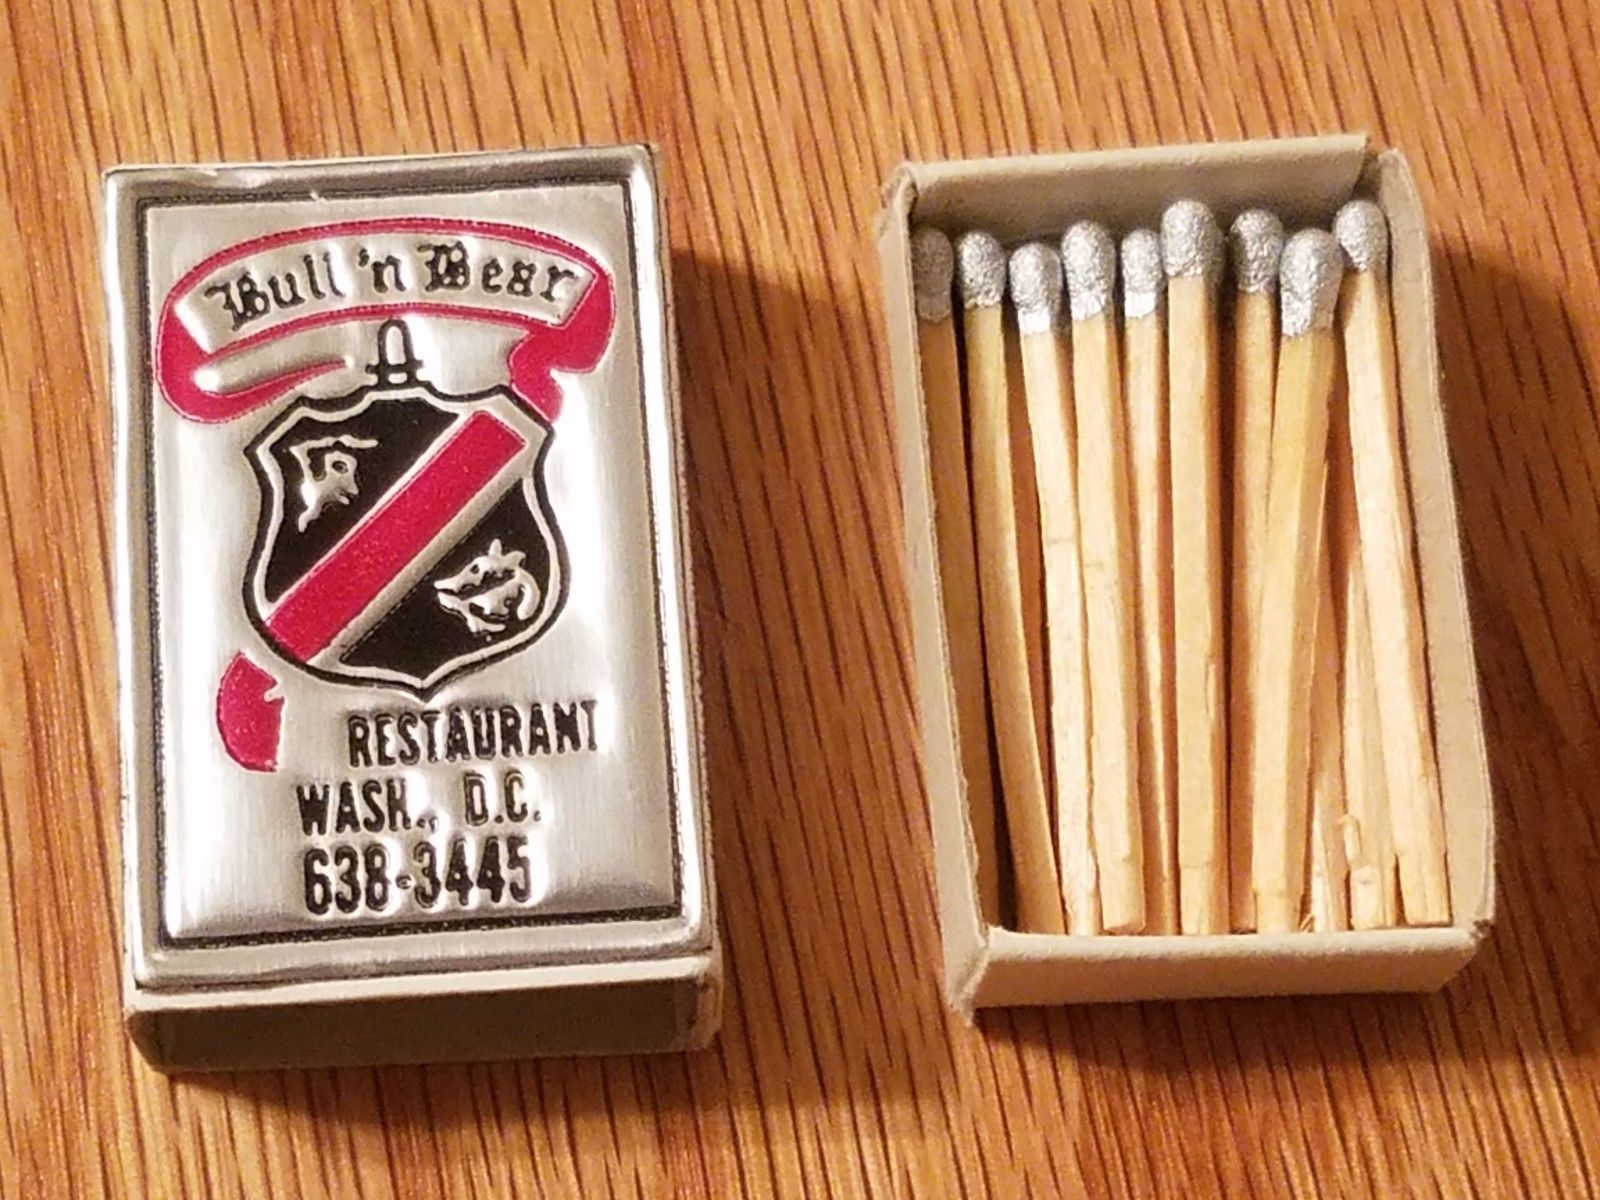 Bull 'n Bear
RESTAURANT
WASH., D.C.
638-3445